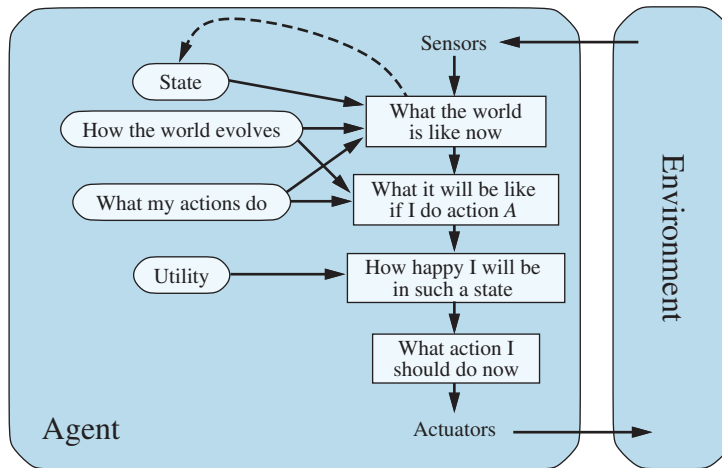 Sensors
State
What the world
is like now
How the world evolves
What it will be like
if I do action A
What my actions do
Utility
How happy I will be
in such a state
What action I
should do now
Agent
Actuators
Environment